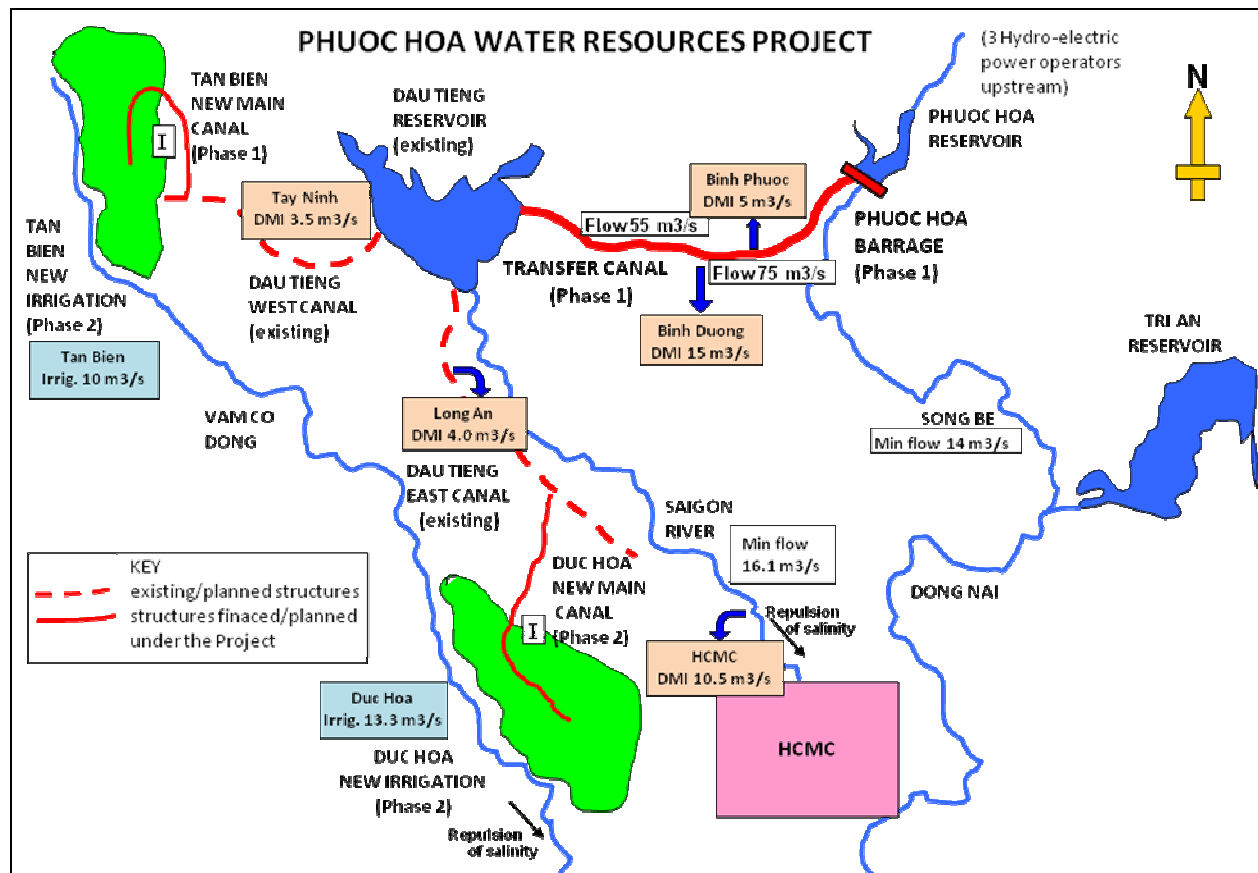 PHUOC HOA WATER RESOURCES PROJECT
(3 Hydro-electric
power operators
upstream)
N
TAN BIEN
NEW MAIN
CANAL
(Phase 1)
I
DAU TIENG
RESERVOIR
(existing)
PHUOC HOA
RESERVOIR
Binh Phuoc
DMI 5 m3/s
Tay Ninh
DMI 3.5 m3/s
Flow 55 m3/s
PHUOC HOA
BARRAGE
(Phase 1)
TAN
BIEN
NEW
IRRIGATION
(Phase 2)
DAU TIENG
WEST CANAL
(existing)
TRANSFER CANAL
(Phase 1)
Flow 75 m3/s
Binh Duong
DMI 15 m3/s
TRI AN
RESERVOIR
Tan Bien
Irrig. 10 m3/s
VAM CO
DONG
Long An
DMI 4.0 m3/s
SONG BE
Min flow 14 m3/s
DAU TIENG
EAST CANAL
(existing)
SAIGON
RIVER
Min flow
16.1 m3/s
KEY
existing/planned structures
structures finaced/planned
under the Project
DUC HOA
NEW MAIN
CANAL
(Phase 2)
I
DONG NAI
Repulsion
of salinity
HCMC
DMI 10.5 m3/s
Duc Hoa
Irrig. 13.3 m3/s
HCMC
DUC HOA
NEW IRRIGATION
(Phase 2)
Repulsion
of salinity